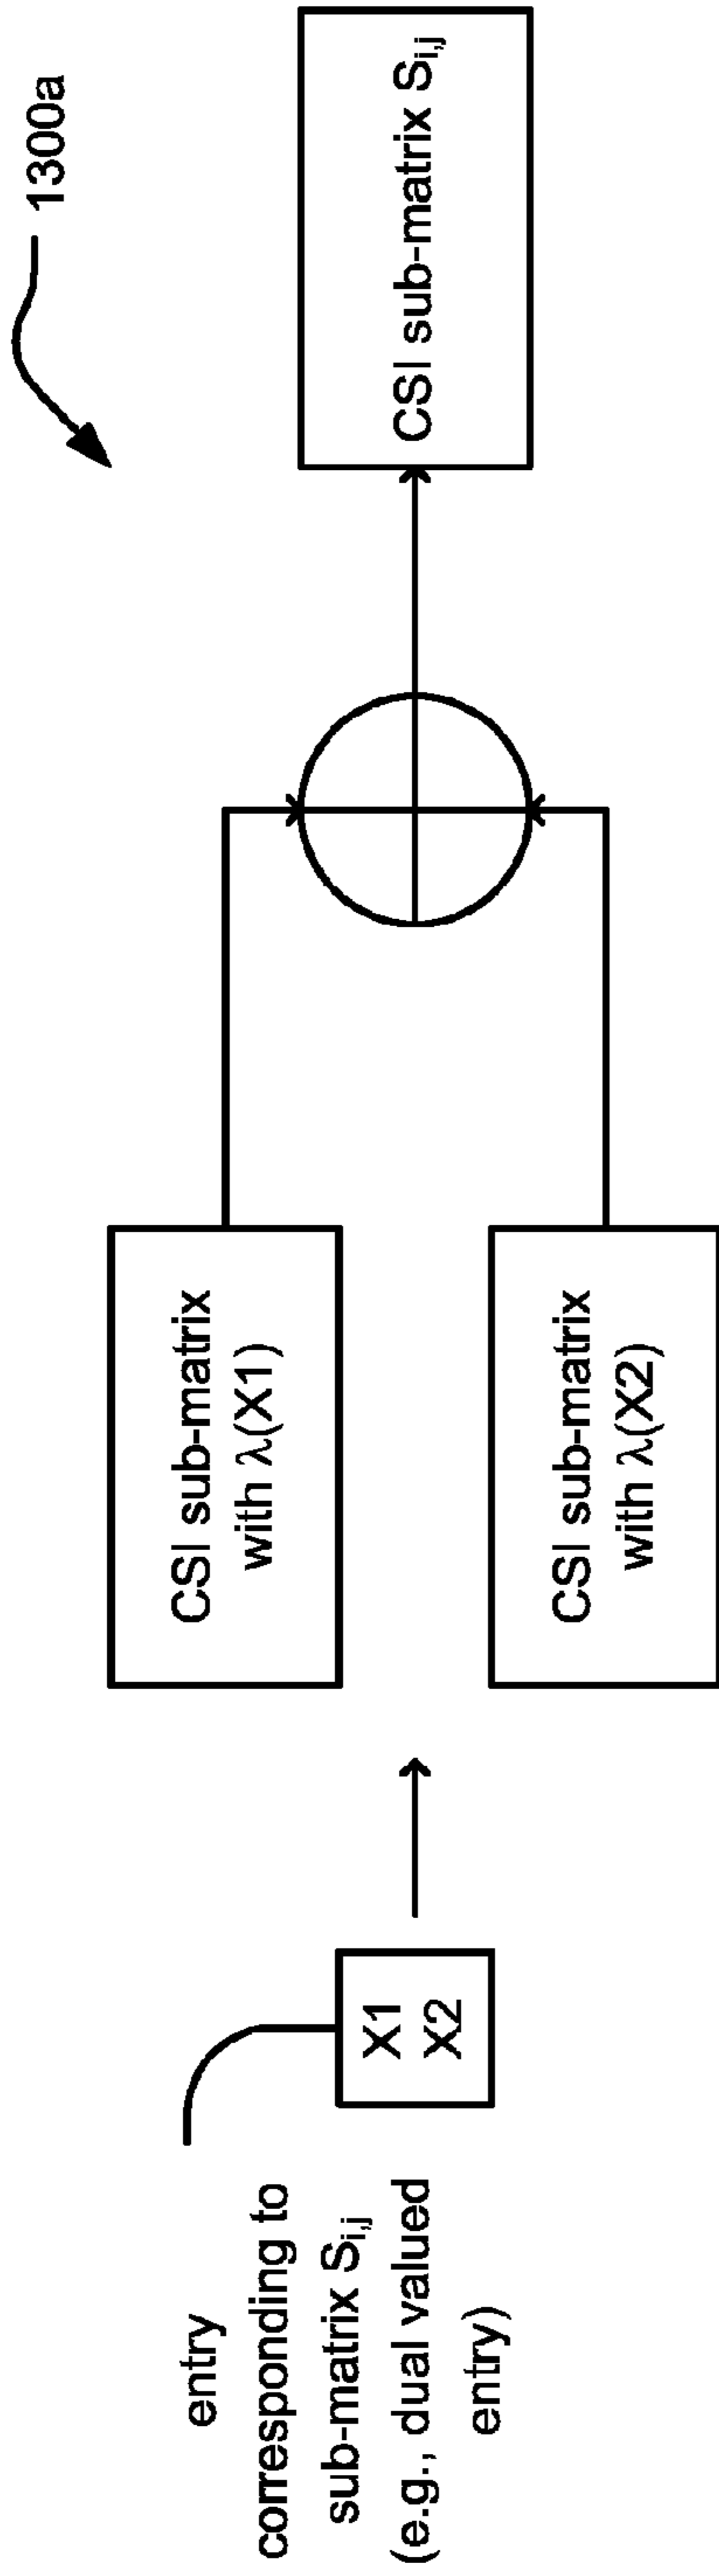 1300a
entry
corresponding to
sub-matrix Si,j
(e.g., dual valued
entry)
X1
X2
CSI sub-matrix
with λ(X1)
CSI sub-matrix
with λ(X2)
CSI sub-matrix Si,j